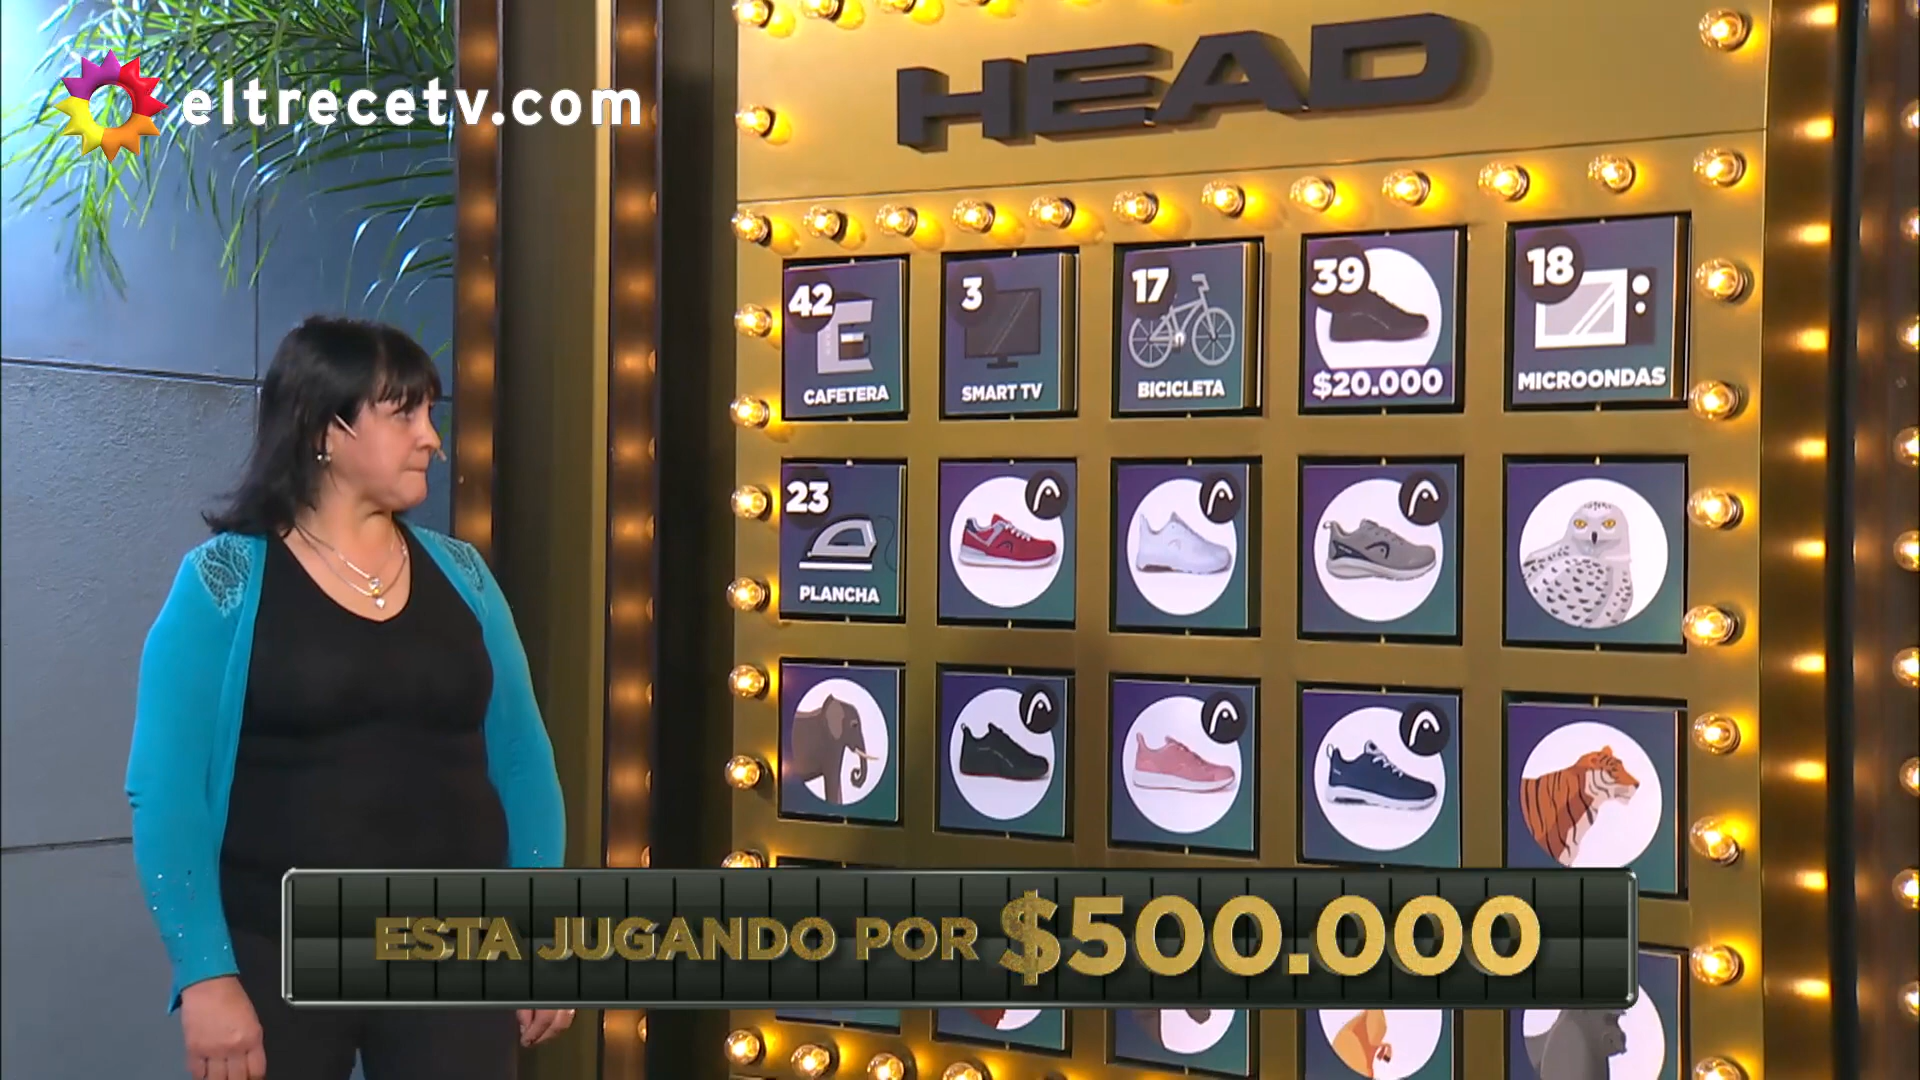 eltrecetv.com
HEAD
42
CAFETERA
3
SMART TV
17
BICICLETA
39
$20.000
18
MICROONDAS
23
PLANCHA
ESTA JUGANDO POR $500.000